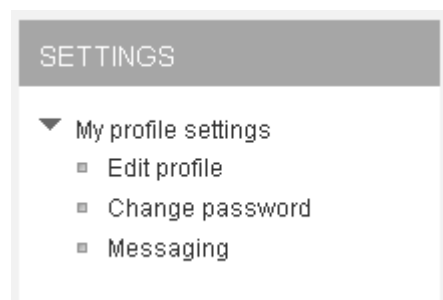 SETTINGS
My profile settings
Edit profile
Change password
Messaging